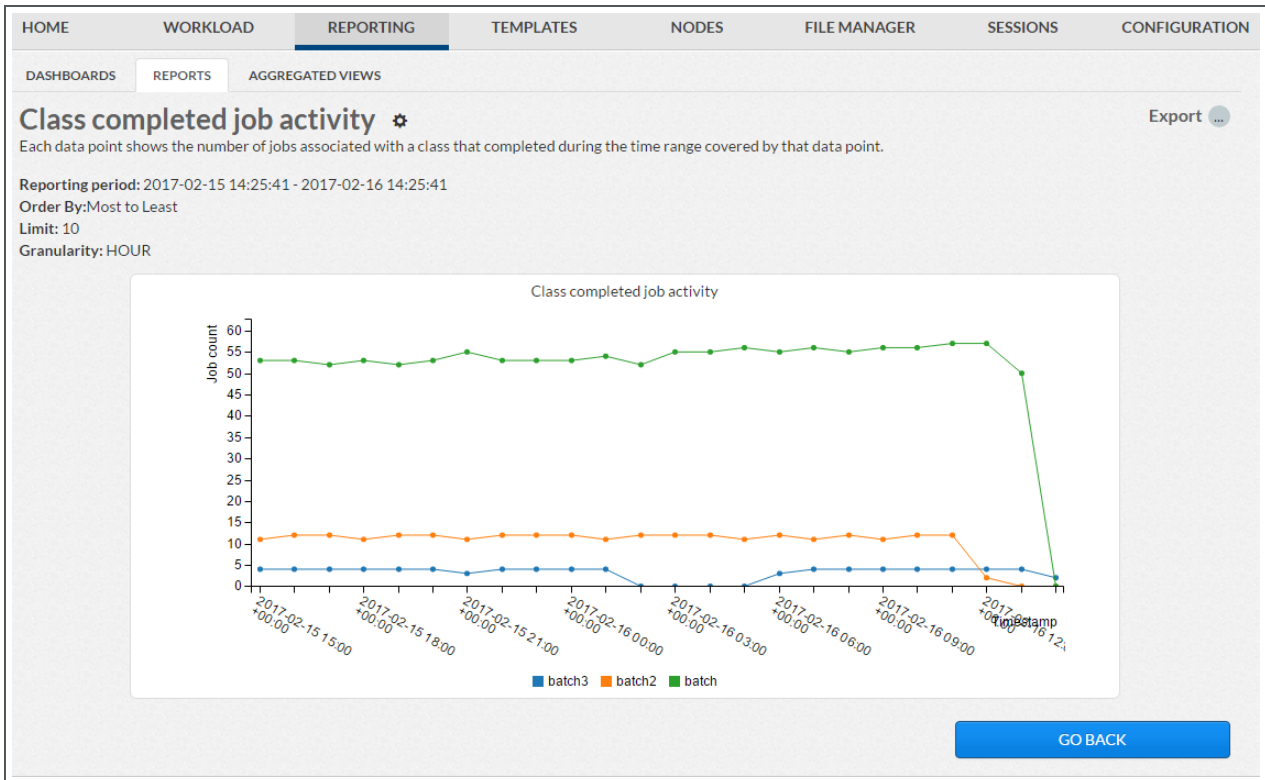 HOME WORKLOAD REPORTING TEMPLATES NODES FILE MANAGER SESSIONS CONFIGURATION
DASHBOARDS REPORTS AGGREGATED VIEWS
Class completed job activity
Export ...
Each data point shows the number of jobs associated with a class that completed during the time range covered by that data point.
Reporting period: 2017-02-15 14:25:41 - 2017-02-16 14:25:41
Order By:Most to Least
Limit: 10
Granularity: HOUR
Class completed job activity
Job count
60
55
50
45
40
35
30
25
20
15
10
5
0
2017-02-15 15:00
+00:00
2017-02-15 18:00
+00:00
2017-02-15 21:00
+00:00
2017-02-16 00:00
+00:00
2017-02-16 03:00
+00:00
2017-02-16 06:00
+00:00
2017-02-16 09:00
+00:00
2017-02-16 12:
+00:00
Timestamp
batch3 batch2 batch
GO BACK